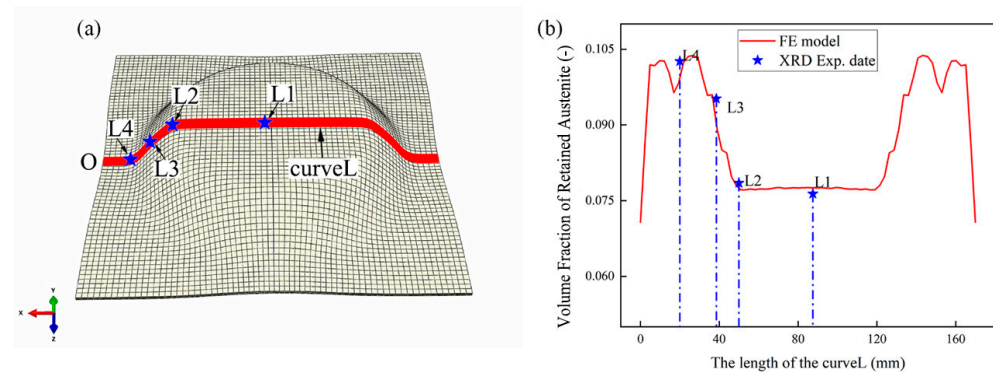 (a)
L1
L2
L3
L4
O
curveL
Y
X
Z
(b)
Volume Fraction of Retained Austenite (-)
0.105
0.090
0.075
0.060
FE model
XRD Exp. date
L4
L3
L2
L1
0 40 80 120 160
The length of the curveL (mm)